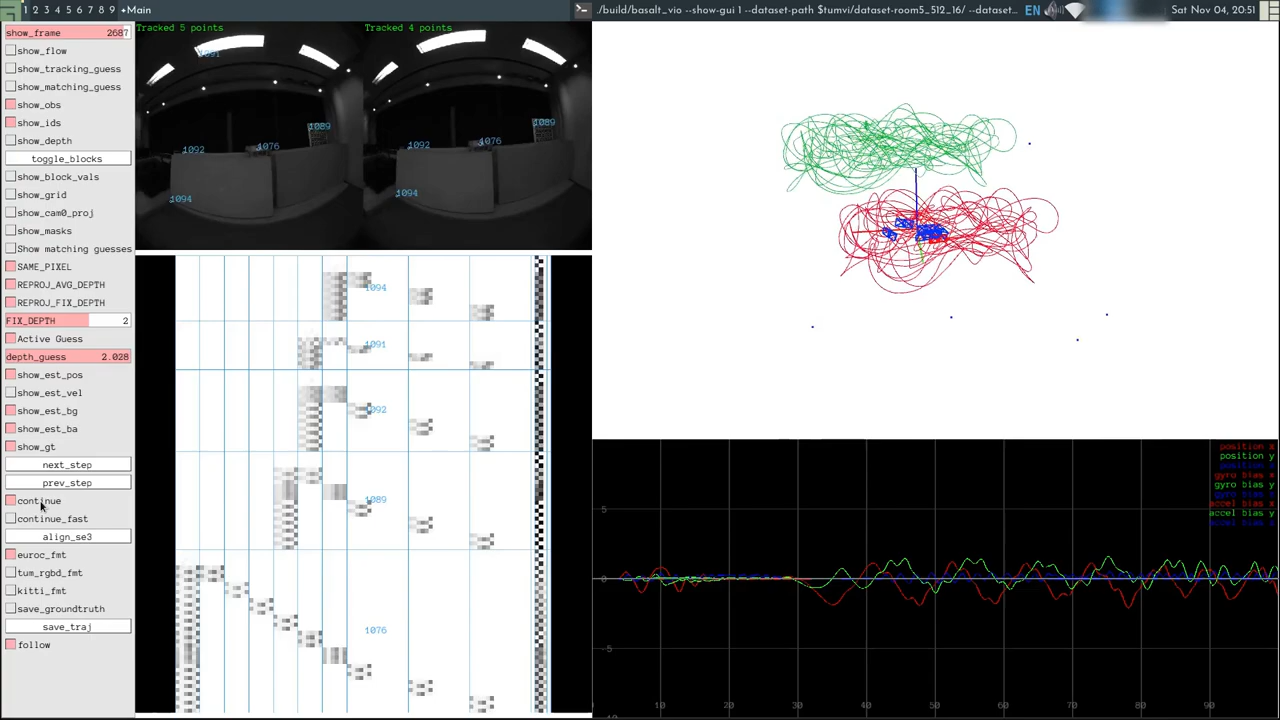 1 2 3 4 5 6 7 8 9 +Main
./build/basalt_vio --show-gui 1 --dataset-path $tumvi/dataset-room5_512_16/ --dataset...
EN
Sat Nov 04, 20:51
show_frame 2687
show_flow
show_tracking_guess
show_matching_guess
show_obs
show_ids
show_depth
toggle_blocks
show_block_vals
show_grid
show_cam0_proj
show_masks
Show matching guesses
SAME_PIXEL
REPROJ_AVG_DEPTH
REPROJ_FIX_DEPTH
FIX_DEPTH 2
Active Guess
depth_guess 2.028
show_est_pos
show_est_vel
show_est_bg
show_est_ba
show_gt
next_step
prev_step
continue
continue_fast
align_se3
euroc_fmt
tum_rgbd_fmt
kitti_fmt
save_groundtruth
save_traj
follow
Tracked 5 points
1091
1089
1092
1076
1094
Tracked 4 points
1089
1092
1076
1094
1094
1091
1092
1089
1076
position x
position y
position z
gyro bias x
gyro bias y
gyro bias z
accel bias x
accel bias y
accel bias z
5
0
-5
10 20 30 40 50 60 70 80 90